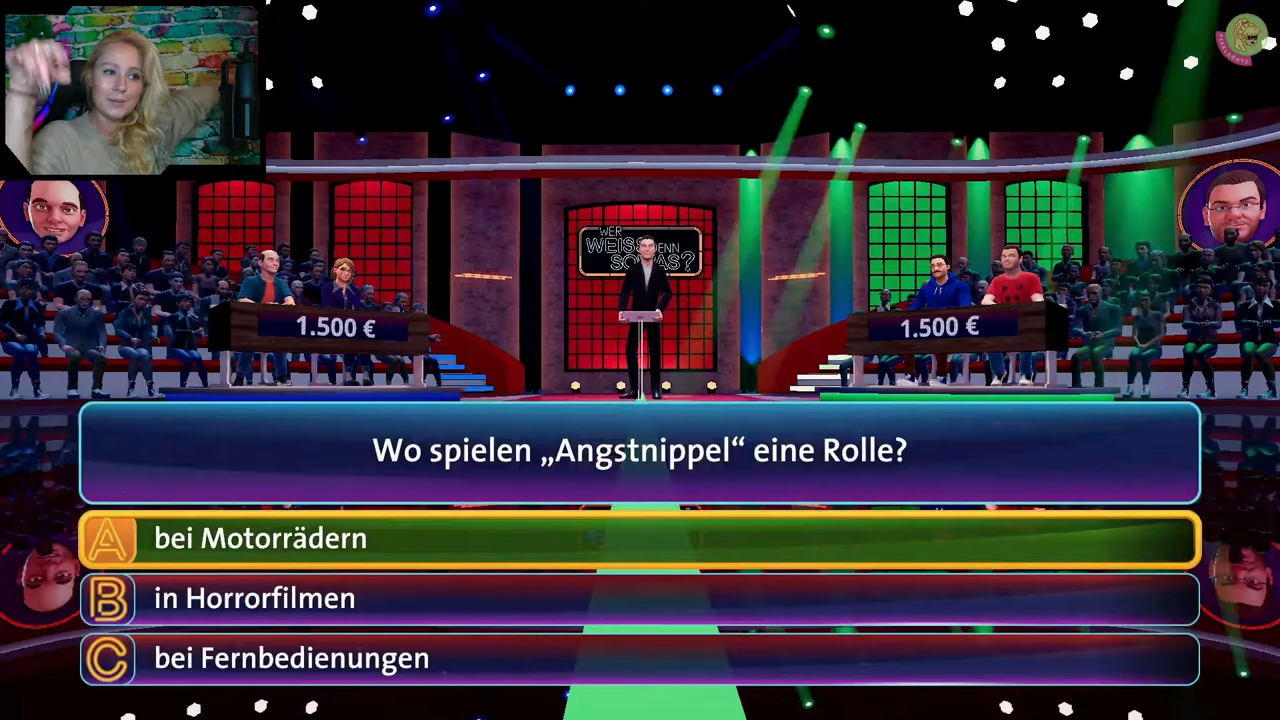 WER
WEISS DENN
SOWAS?
1.500 €
1.500 €
Wo spielen „Angstnippel“ eine Rolle?
A bei Motorrädern
B in Horrorfilmen
C bei Fernbedienungen